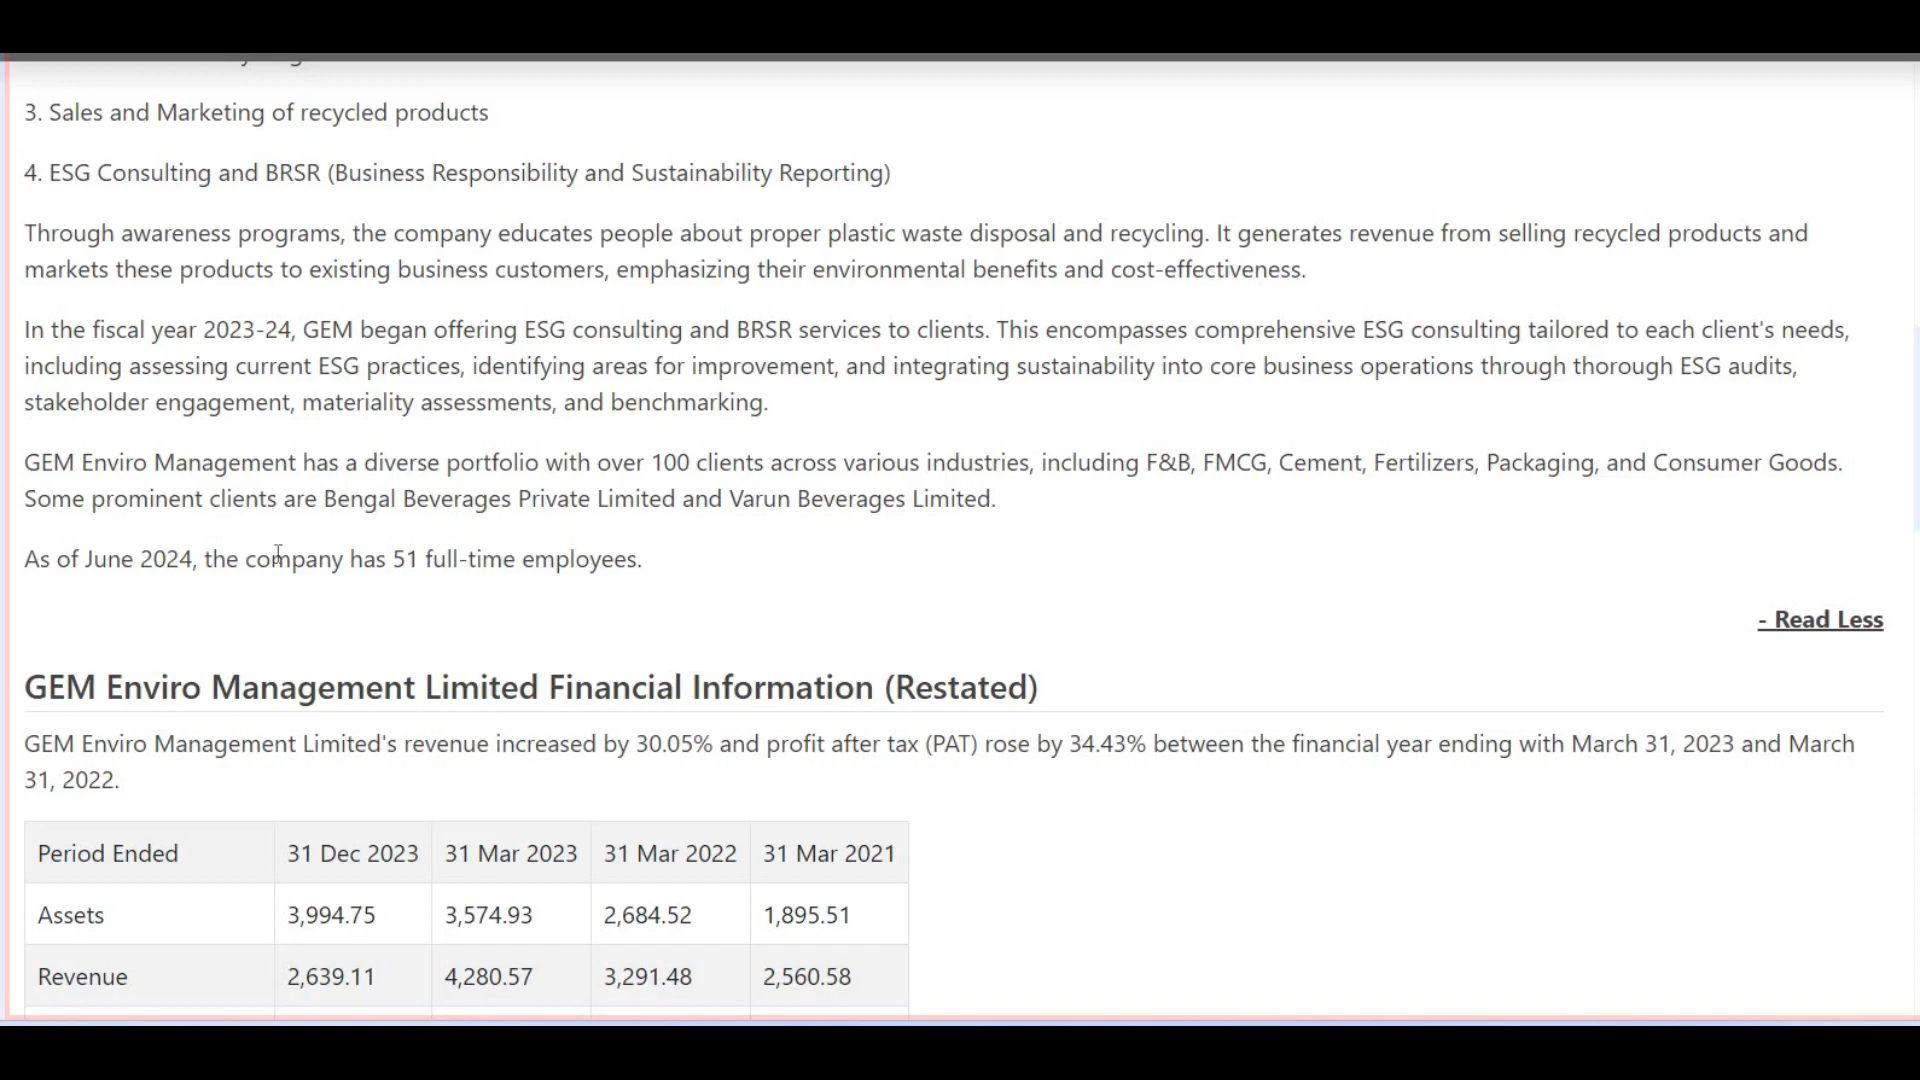 3. Sales and Marketing of recycled products
4. ESG Consulting and BRSR (Business Responsibility and Sustainability Reporting)
Through awareness programs, the company educates people about proper plastic waste disposal and recycling. It generates revenue from selling recycled products and
markets these products to existing business customers, emphasizing their environmental benefits and cost-effectiveness.
In the fiscal year 2023-24, GEM began offering ESG consulting and BRSR services to clients. This encompasses comprehensive ESG consulting tailored to each client's needs,
including assessing current ESG practices, identifying areas for improvement, and integrating sustainability into core business operations through thorough ESG audits,
stakeholder engagement, materiality assessments, and benchmarking.
GEM Enviro Management has a diverse portfolio with over 100 clients across various industries, including F&B, FMCG, Cement, Fertilizers, Packaging, and Consumer Goods.
Some prominent clients are Bengal Beverages Private Limited and Varun Beverages Limited.
As of June 2024, the company has 51 full-time employees.
- Read Less
GEM Enviro Management Limited Financial Information (Restated)
GEM Enviro Management Limited's revenue increased by 30.05% and profit after tax (PAT) rose by 34.43% between the financial year ending with March 31, 2023 and March
31, 2022.
Period Ended 31 Dec 2023 31 Mar 2023 31 Mar 2022 31 Mar 2021
Assets 3,994.75 3,574.93 2,684.52 1,895.51
Revenue 2,639.11 4,280.57 3,291.48 2,560.58